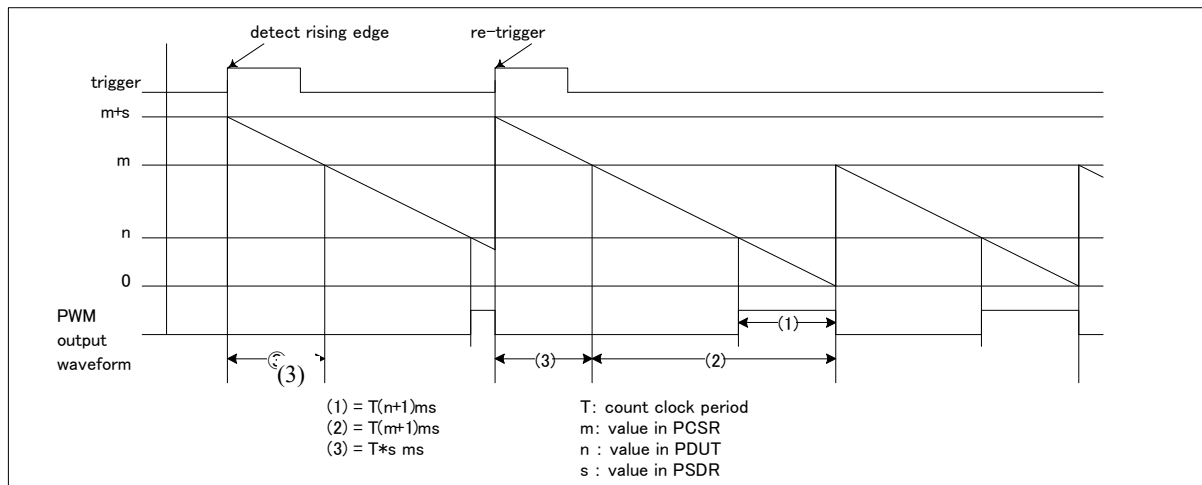 detect rising edge
re-trigger
trigger
m+s
m
n
0
PWM
output
waveform
(1)
(3)
(3)
(2)
(1) = T(n+1)ms
(2) = T(m+1)ms
(3) = T*s ms
T: count clock period
m: value in PCSR
n : value in PDUT
s : value in PSDR